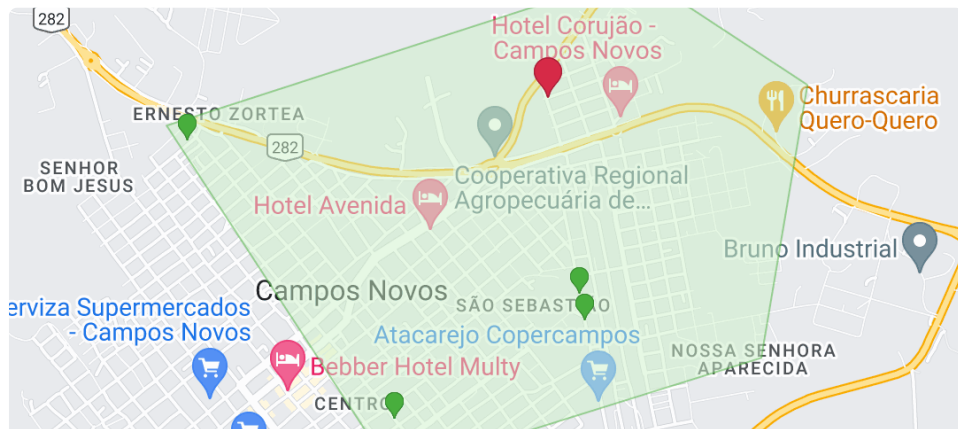 282
Hotel Corujão -
Campos Novos
Churrascaria
Quero-Quero
ERNESTO ZORTEA
282
SENHOR
BOM JESUS
Cooperativa Regional
Agropecuária de...
Hotel Avenida
Bruno Industrial
Campos Novos
SÃO SEBASTIÃO
erviza Supermercados
- Campos Novos
Atacarejo Copercampos
NOSSA SENHORA
APARECIDA
Bebber Hotel Multy
CENTRO